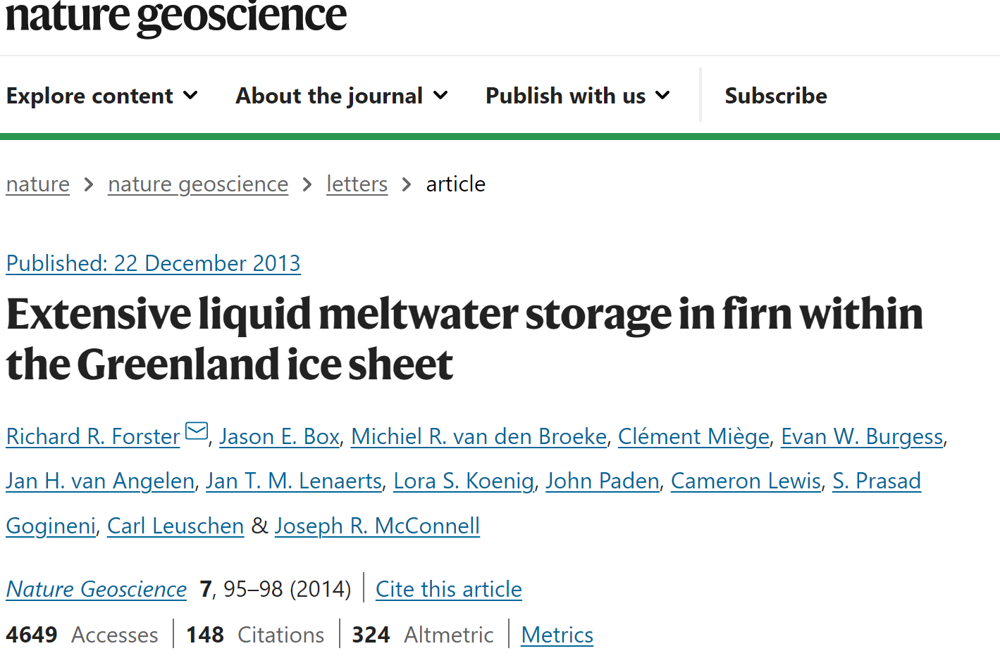 nature geoscience
Explore content About the journal Publish with us Subscribe
nature > nature geoscience > letters > article
Published: 22 December 2013
Extensive liquid meltwater storage in firn within
the Greenland ice sheet
Richard R. Forster, Jason E. Box, Michiel R. van den Broeke, Clément Miège, Evan W. Burgess,
Jan H. van Angelen, Jan T. M. Lenaerts, Lora S. Koenig, John Paden, Cameron Lewis, S. Prasad
Gogineni, Carl Leuschen & Joseph R. McConnell
Nature Geoscience 7, 95–98 (2014) | Cite this article
4649 Accesses | 148 Citations | 324 Altmetric | Metrics